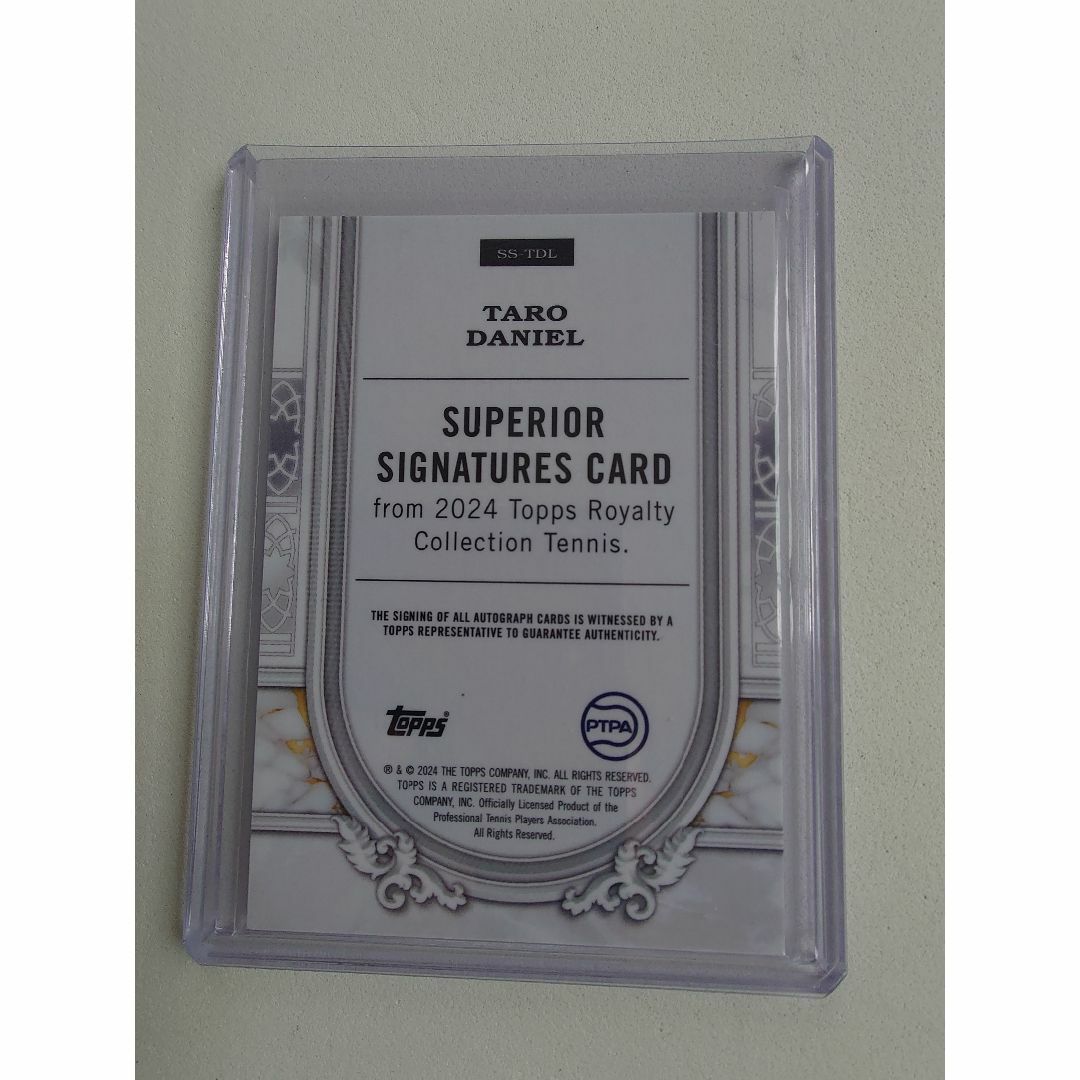 SS-TDL
TARO
DANIEL
SUPERIOR
SIGNATURES CARD
from 2024 Topps Royalty
Collection Tennis.
THE SIGNING OF ALL AUTOGRAPH CARDS IS WITNESSED BY A
TOPPS REPRESENTATIVE TO GUARANTEE AUTHENTICITY.
topps®
PTPA
® & © 2024 THE TOPPS COMPANY, INC. ALL RIGHTS RESERVED.
TOPPS IS A REGISTERED TRADEMARK OF THE TOPPS
COMPANY, INC. Officially Licensed Product of the
Professional Tennis Players Association.
All Rights Reserved.